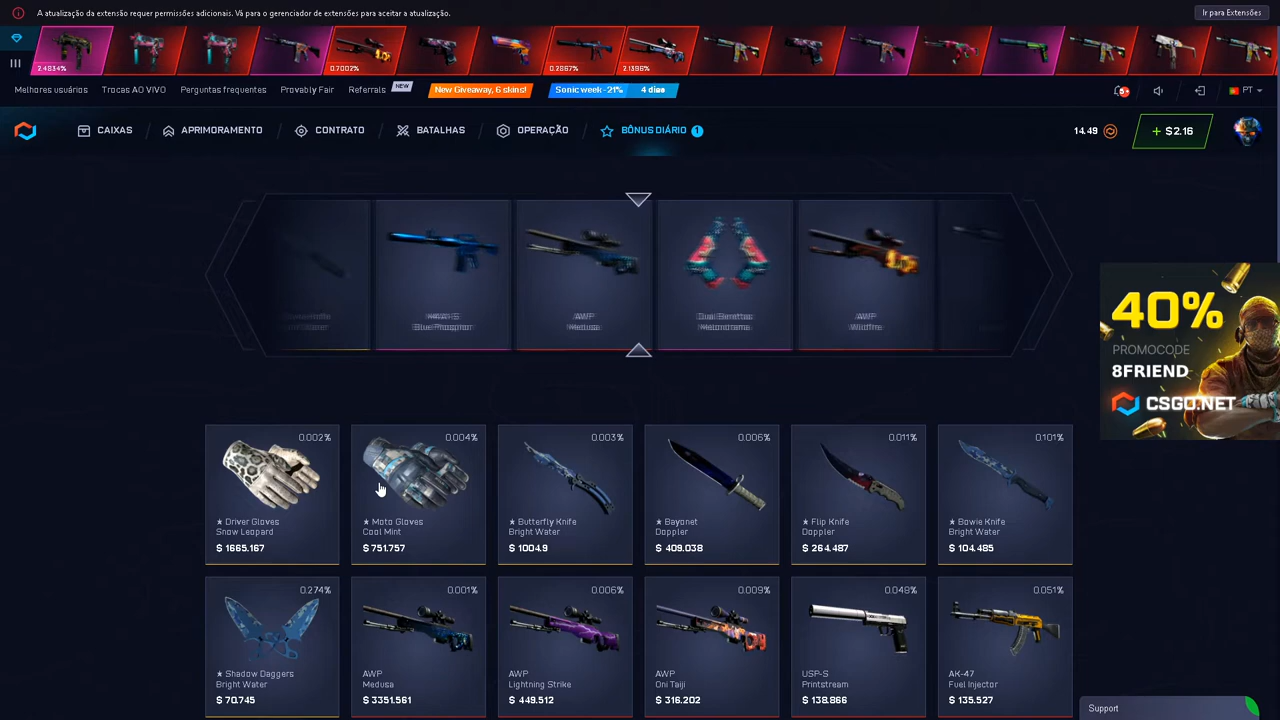 A atualização da extensão requer permissões adicionais. Vá para o gerenciador de extensões para aceitar a atualização.
Ir para Extensões
2.4834%
0.7002%
0.2867%
2.1396%
Melhores usuários
Trocas AO VIVO
Perguntas frequentes
Provably Fair
Referrals
NEW
New Giveaway, 6 skins!
Sonic week -21%
4 dias
5+
PT
CAIXAS
APRIMORAMENTO
CONTRATO
BATALHAS
OPERAÇÃO
BÔNUS DIÁRIO
1
14.49
+ $2.16
M4A1-S
Blue Phosphor
AWP
Medusa
Dual Berettas
Melondrama
AWP
Wildfire
40%
PROMOCODE
8FRIEND
CSGO.NET
0.002%
★ Driver Gloves
Snow Leopard
$ 1665.167
0.004%
★ Moto Gloves
Cool Mint
$ 751.757
0.003%
★ Butterfly Knife
Bright Water
$ 1004.9
0.006%
★ Bayonet
Doppler
$ 409.038
0.011%
★ Flip Knife
Doppler
$ 264.487
0.101%
★ Bowie Knife
Bright Water
$ 104.485
0.274%
★ Shadow Daggers
Bright Water
$ 70.745
0.001%
AWP
Medusa
$ 3351.561
0.006%
AWP
Lightning Strike
$ 449.512
0.009%
AWP
Oni Taiji
$ 316.202
0.048%
USP-S
Printstream
$ 138.866
0.051%
AK-47
Fuel Injector
$ 135.527
Support